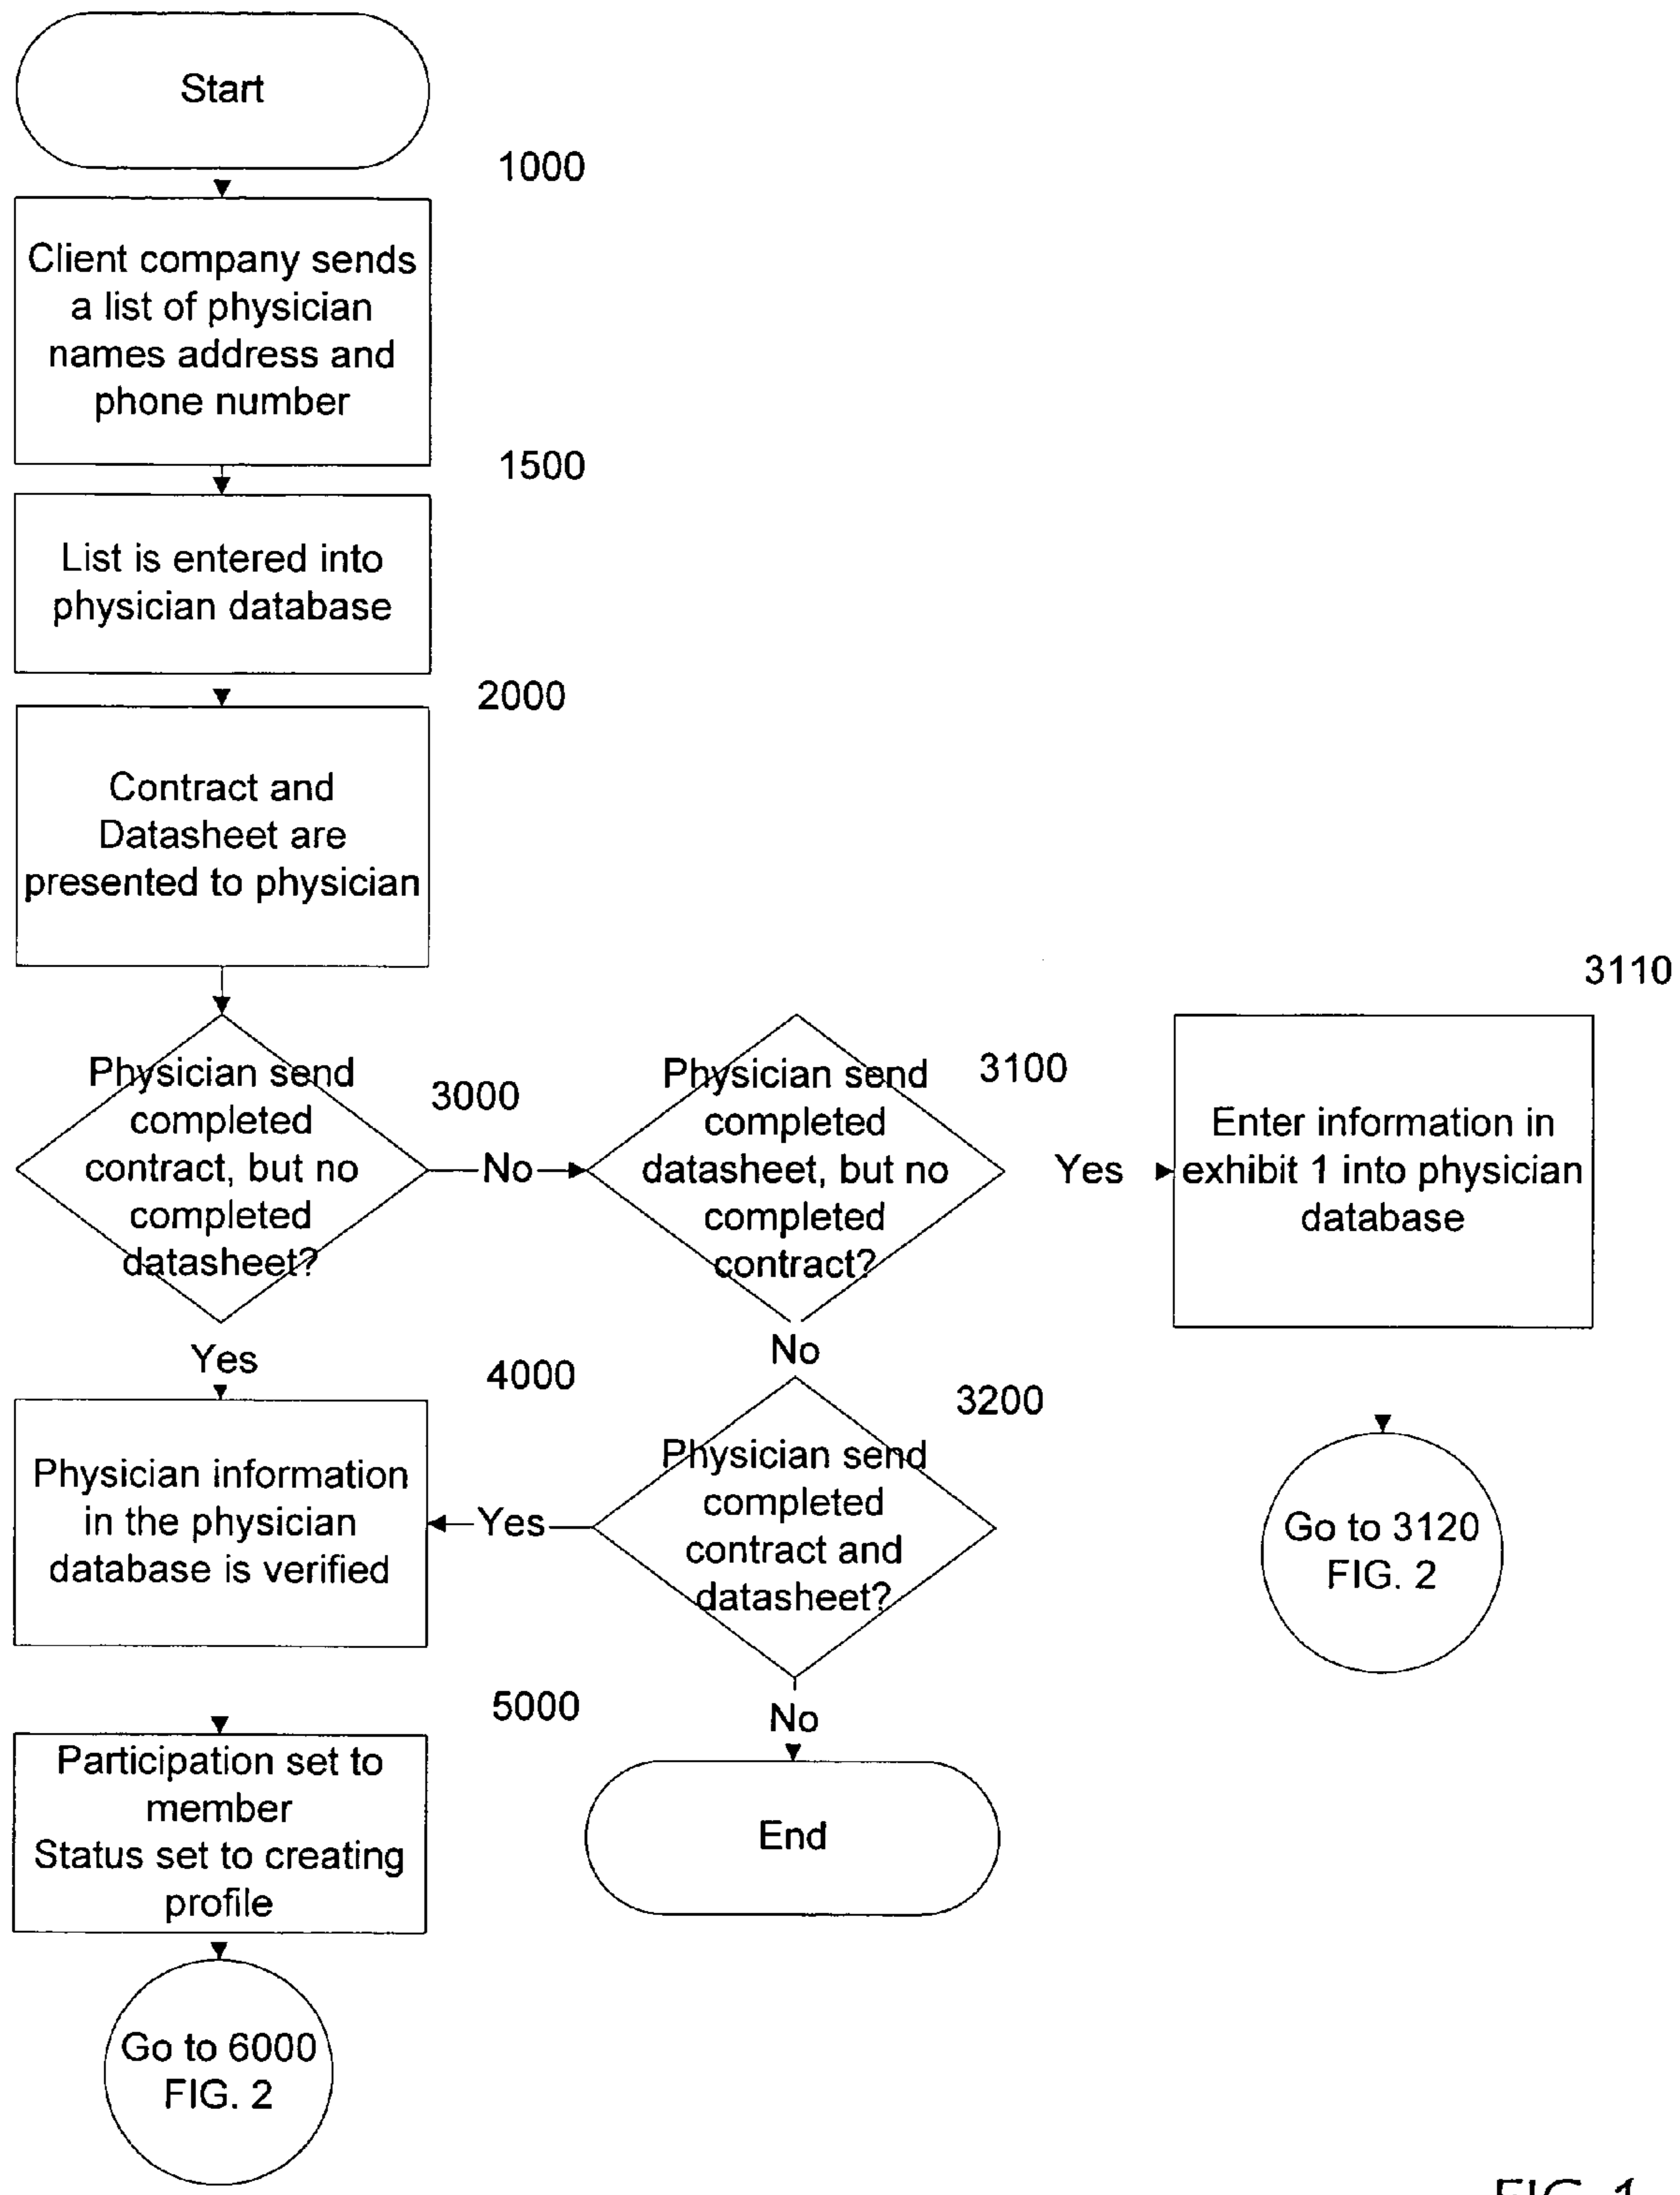 Start
1000
Client company sends
a list of physician
names address and
phone number
1500
List is entered into
physician database
2000
Contract and
Datasheet are
presented to physician
3110
Physician send
completed
contract, but no
completed
datasheet?
3000
No
Physician send
completed
datasheet, but no
completed
contract?
3100
Yes
Enter information in
exhibit 1 into physician
database
Yes
No
4000
Physician information
in the physician
database is verified
Yes
3200
Physician send
completed
contract and
datasheet?
Go to 3120
FIG. 2
5000
No
Participation set to
member
Status set to creating
profile
End
Go to 6000
FIG. 2
FIG. 1